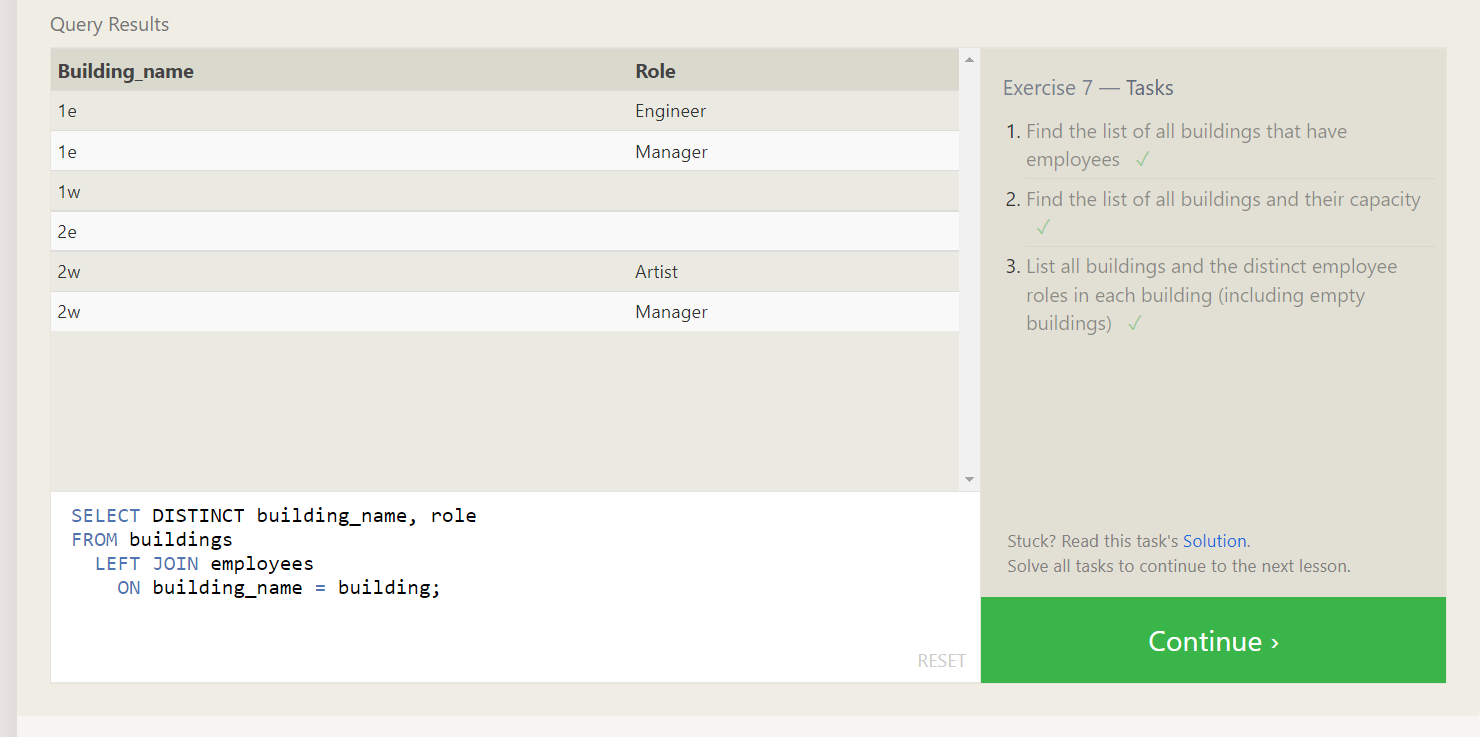 Query Results
Building_name Role
1e Engineer
1e Manager
1w
2e
2w Artist
2w Manager
SELECT DISTINCT building_name, role
FROM buildings
LEFT JOIN employees
ON building_name = building;
RESET
Exercise 7 — Tasks
1. Find the list of all buildings that have
employees ✓
2. Find the list of all buildings and their capacity
✓
3. List all buildings and the distinct employee
roles in each building (including empty
buildings) ✓
Stuck? Read this task's Solution.
Solve all tasks to continue to the next lesson.
Continue ›